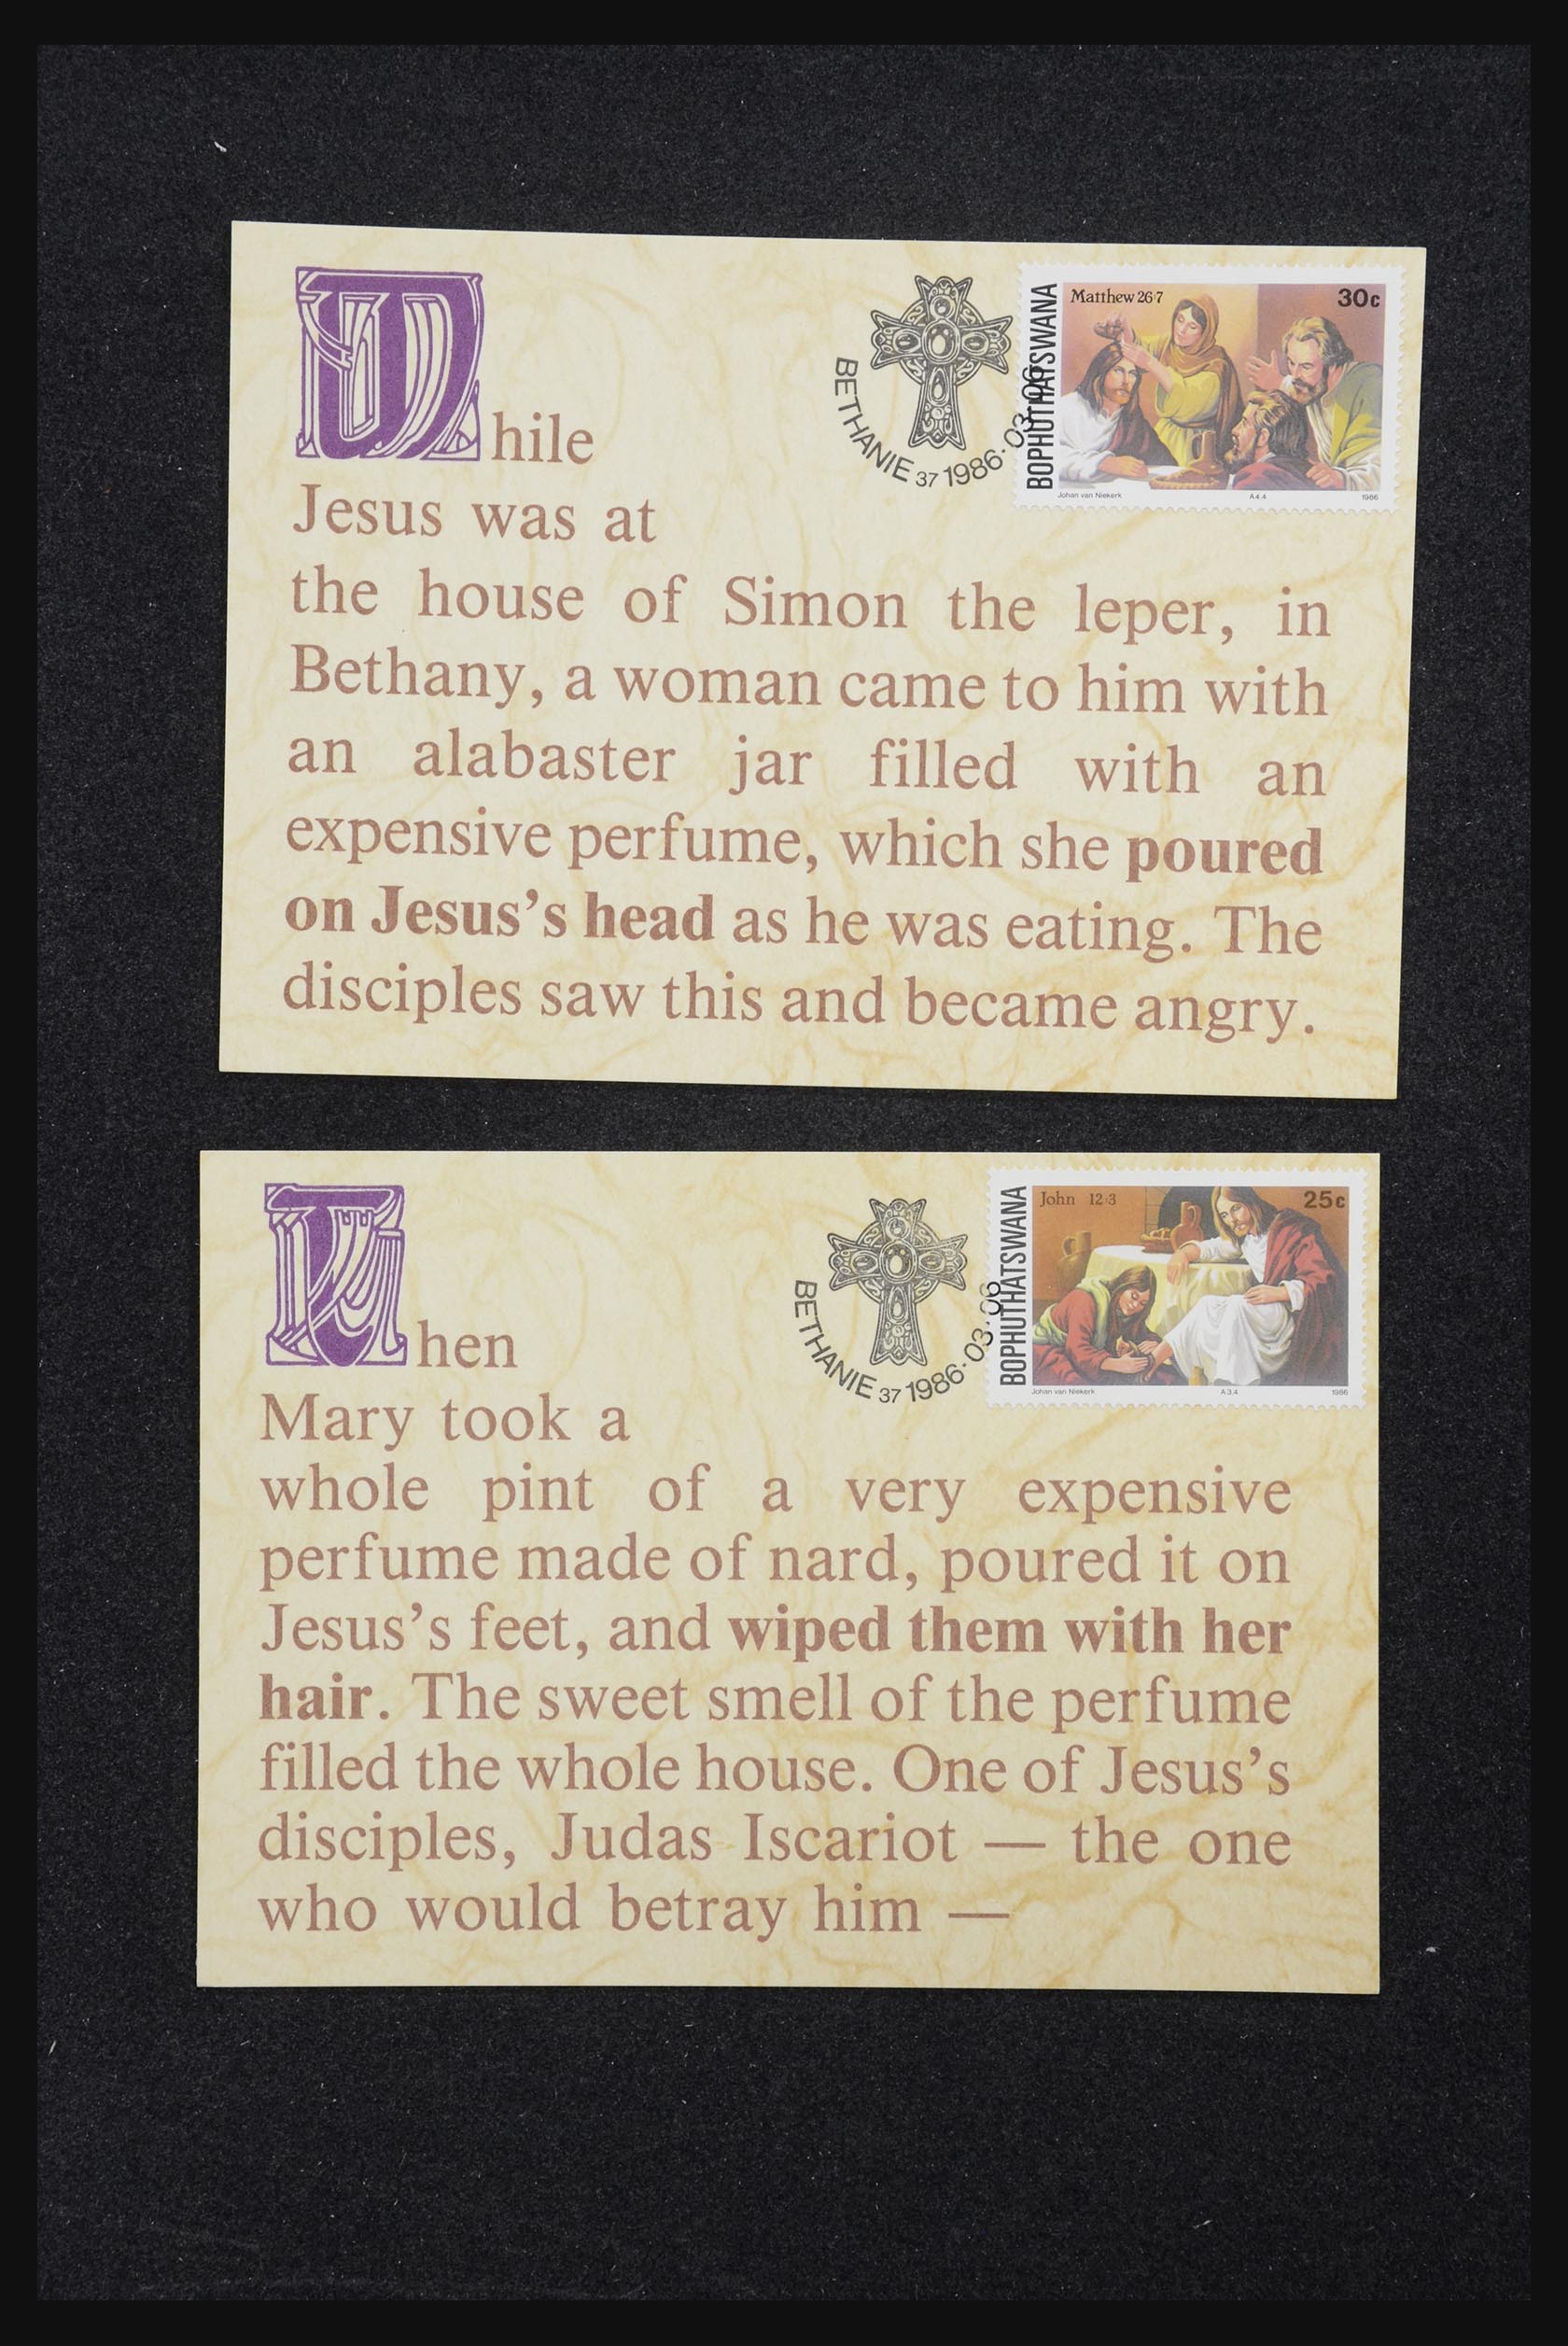 While
Jesus was at
the house of Simon the leper, in
Bethany, a woman came to him with
an alabaster jar filled with an
expensive perfume, which she poured
on Jesus’s head as he was eating. The
disciples saw this and became angry.
BETHANIE 37 1986·03·06
BOPHUTHATSWANA
Matthew 26·7
30c
Johan van Niekerk A4.4 1986
When
Mary took a
whole pint of a very expensive
perfume made of nard, poured it on
Jesus’s feet, and wiped them with her
hair. The sweet smell of the perfume
filled the whole house. One of Jesus’s
disciples, Judas Iscariot — the one
who would betray him —
BETHANIE 37 1986·03·06
BOPHUTHATSWANA
John 12:3
25c
Johan van Niekerk A3.4 1986